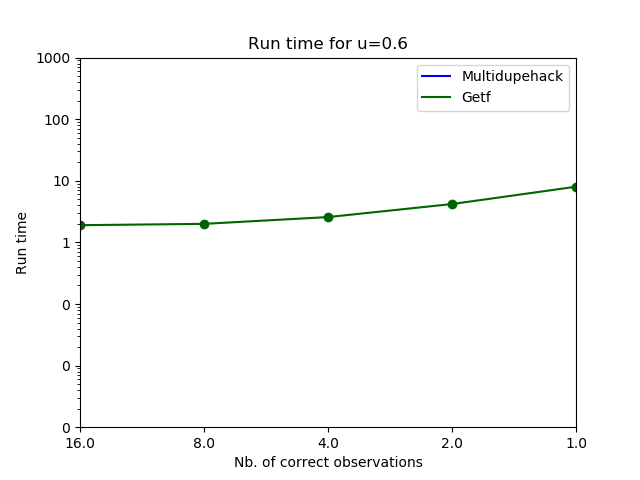 Run time for u=0.6
1000
100
10
1
0
0
0
Run time
Multidupehack
Getf
16.0 8.0 4.0 2.0 1.0
Nb. of correct observations